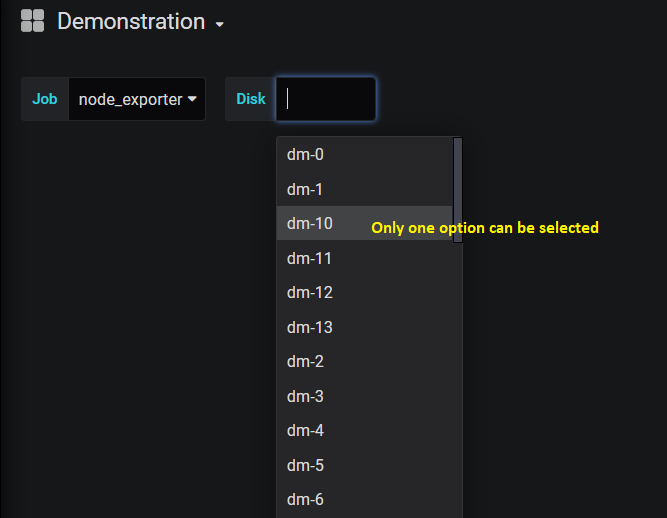 Demonstration
Job node_exporter Disk
dm-0
dm-1
dm-10 Only one option can be selected
dm-11
dm-12
dm-13
dm-2
dm-3
dm-4
dm-5
dm-6